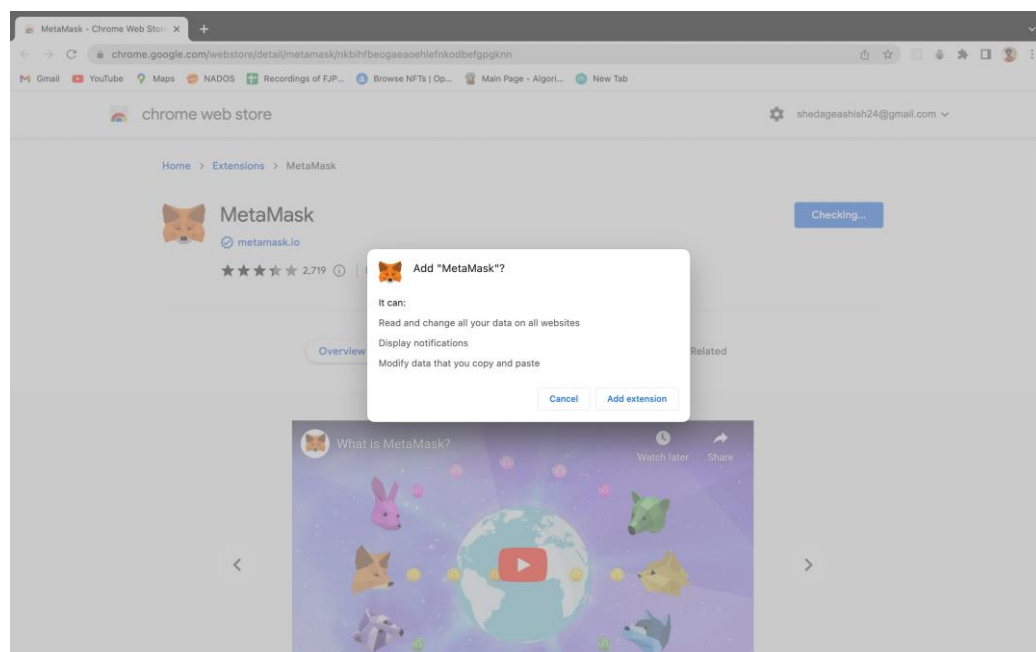 MetaMask - Chrome Web Stor
chrome.google.com/webstore/detail/metamask/nkbihfbeogaeaoehlefnkodbefgpgknn
Gmail YouTube Maps NADOS Recordings of FJP... Browse NFTs | Op... Main Page - Algori... New Tab
chrome web store
shedageashish24@gmail.com
Home > Extensions > MetaMask
MetaMask
Checking...
metamask.io
2,719
Add "MetaMask"?
It can:
Read and change all your data on all websites
Display notifications
Modify data that you copy and paste
Cancel Add extension
Overview
Related
What is MetaMask?
Watch later Share